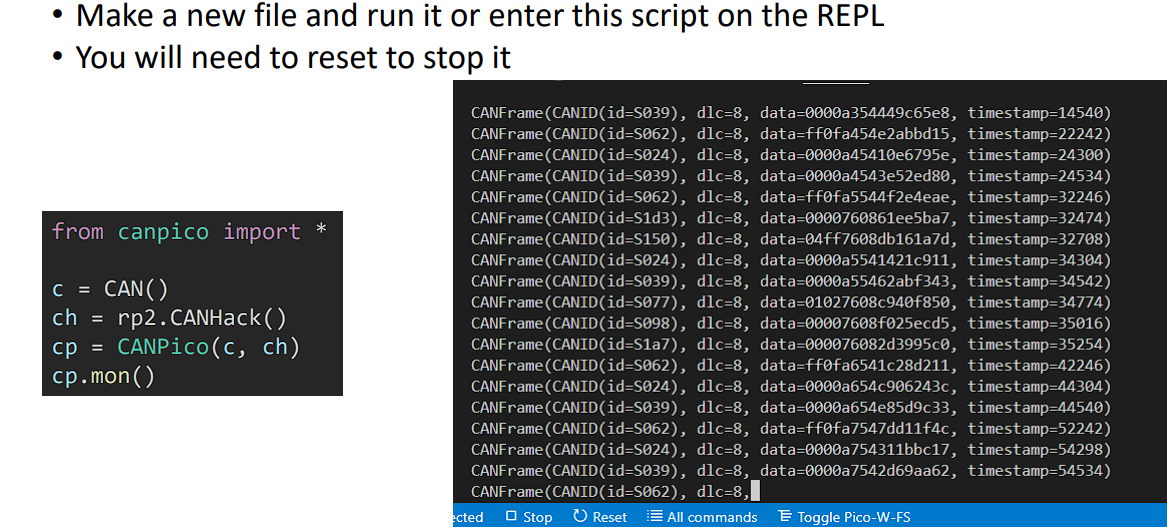 • Make a new file and run it or enter this script on the REPL
• You will need to reset to stop it
from canpico import *
c = CAN()
ch = rp2.CANHack()
cp = CANPico(c, ch)
cp.mon()
CANFrame(CANID(id=S039), dlc=8, data=0000a354449c65e8, timestamp=14540)
CANFrame(CANID(id=S062), dlc=8, data=ff0fa454e2abbd15, timestamp=22242)
CANFrame(CANID(id=S024), dlc=8, data=0000a45410e6795e, timestamp=24300)
CANFrame(CANID(id=S039), dlc=8, data=0000a4543e52ed80, timestamp=24534)
CANFrame(CANID(id=S062), dlc=8, data=ff0fa5544f2e4eae, timestamp=32246)
CANFrame(CANID(id=S1d3), dlc=8, data=0000760861ee5ba7, timestamp=32474)
CANFrame(CANID(id=S150), dlc=8, data=04ff7608db161a7d, timestamp=32708)
CANFrame(CANID(id=S024), dlc=8, data=0000a5541421c911, timestamp=34304)
CANFrame(CANID(id=S039), dlc=8, data=0000a55462abf343, timestamp=34542)
CANFrame(CANID(id=S077), dlc=8, data=01027608c940f850, timestamp=34774)
CANFrame(CANID(id=S098), dlc=8, data=00007608f025ecd5, timestamp=35016)
CANFrame(CANID(id=S1a7), dlc=8, data=000076082d3995c0, timestamp=35254)
CANFrame(CANID(id=S062), dlc=8, data=ff0fa6541c28d211, timestamp=42246)
CANFrame(CANID(id=S024), dlc=8, data=0000a654c906243c, timestamp=44304)
CANFrame(CANID(id=S039), dlc=8, data=0000a654e85d9c33, timestamp=44540)
CANFrame(CANID(id=S062), dlc=8, data=ff0fa7547dd11f4c, timestamp=52242)
CANFrame(CANID(id=S024), dlc=8, data=0000a754311bbc17, timestamp=54298)
CANFrame(CANID(id=S039), dlc=8, data=0000a7542d69aa62, timestamp=54534)
CANFrame(CANID(id=S062), dlc=8,
ected Stop Reset All commands Toggle Pico-W-FS